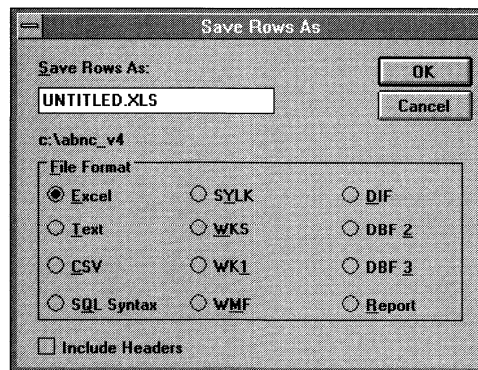 Save Rows As
Save Rows As:
UNTITLED.XLS
OK
Cancel
c:\abnc_v4
File Format
Excel
SYLK
DIF
Text
WKS
DBF 2
CSV
WK1
DBF 3
SQL Syntax
WMF
Report
Include Headers